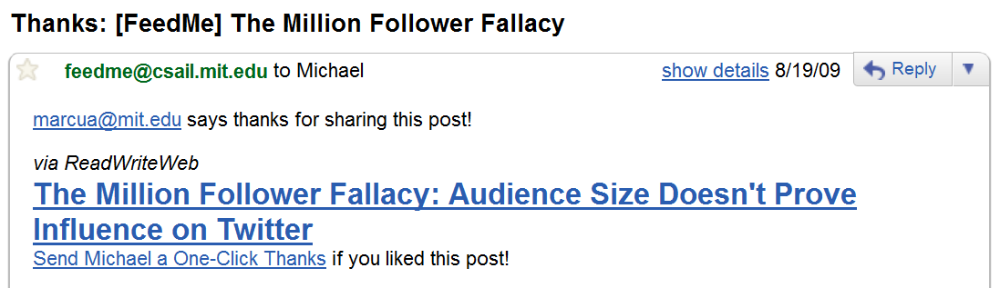 Thanks: [FeedMe] The Million Follower Fallacy
feedme@csail.mit.edu to Michael show details 8/19/09 Reply
marcua@mit.edu says thanks for sharing this post!
via ReadWriteWeb
The Million Follower Fallacy: Audience Size Doesn't Prove
Influence on Twitter
Send Michael a One-Click Thanks if you liked this post!